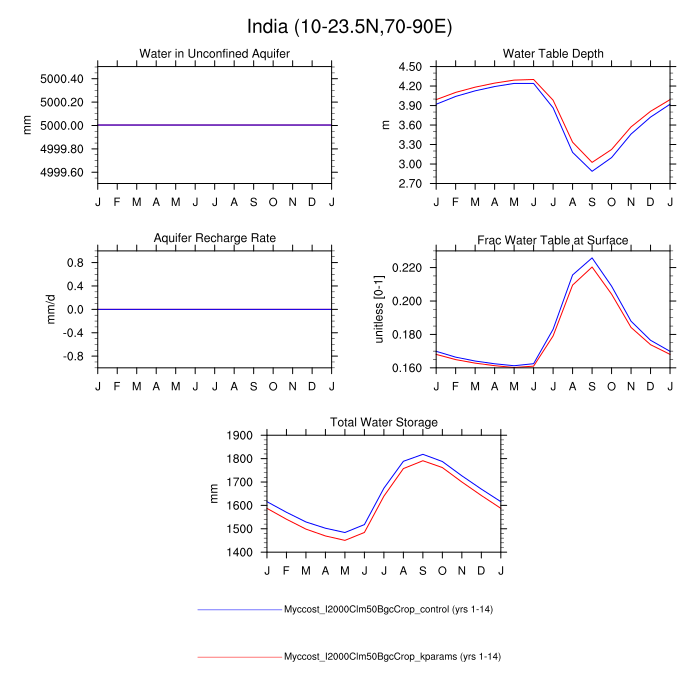 India (10-23.5N,70-90E)
Water in Unconfined Aquifer
5000.40
5000.20
5000.00
4999.80
4999.60
mm
J F M A M J J A S O N D J
Water Table Depth
4.50
4.20
3.90
3.60
3.30
3.00
2.70
m
J F M A M J J A S O N D J
Aquifer Recharge Rate
0.8
0.4
0.0
-0.4
-0.8
mm/d
J F M A M J J A S O N D J
Frac Water Table at Surface
0.220
0.200
0.180
0.160
unitless [0-1]
J F M A M J J A S O N D J
Total Water Storage
1900
1800
1700
1600
1500
1400
mm
J F M A M J J A S O N D J
Myccost_I2000Clm50BgcCrop_control (yrs 1-14)
Myccost_I2000Clm50BgcCrop_kparams (yrs 1-14)